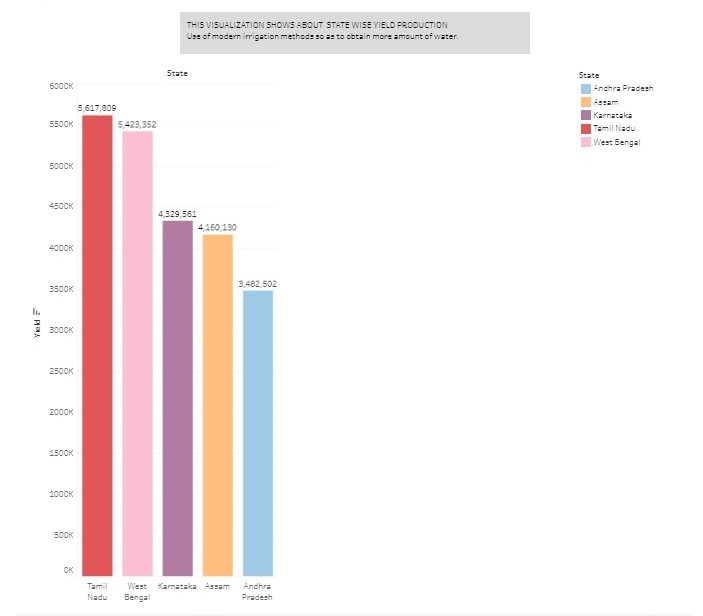 THIS VISUALIZATION SHOWS ABOUT STATE WISE YIELD PRODUCTION
Use of modern irrigation methods so as to obtain more amount of water.
State
6000K
5500K
5000K
4500K
4000K
3500K
3000K
2500K
2000K
1500K
1000K
500K
0K
Yield
5,617,809
5,423,352
4,329,561
4,160,130
3,482,502
Tamil
Nadu
West
Bengal
Karnataka
Assam
Andhra
Pradesh
State
Andhra Pradesh
Assam
Karnataka
Tamil Nadu
West Bengal